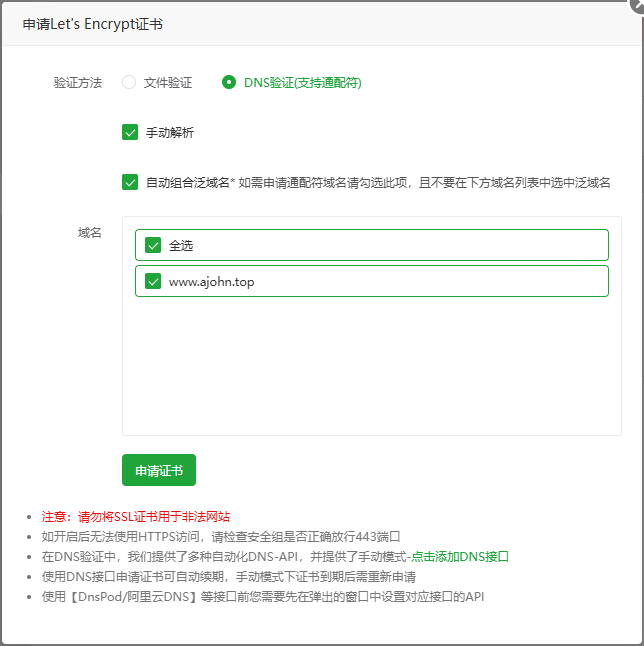 申请Let's Encrypt证书
验证方法 文件验证 DNS验证(支持通配符)
手动解析
自动组合泛域名* 如需申请通配符域名请勾选此项，且不要在下方域名列表中选中泛域名
域名
全选
www.ajohn.top
申请证书
注意：请勿将SSL证书用于非法网站
如开启后无法使用HTTPS访问，请检查安全组是否正确放行443端口
在DNS验证中，我们提供了多种自动化DNS-API，并提供了手动模式-点击添加DNS接口
使用DNS接口申请证书可自动续期，手动模式下证书到期后需重新申请
使用【DnsPod/阿里云DNS】等接口前您需要先在弹出的窗口中设置对应接口的API